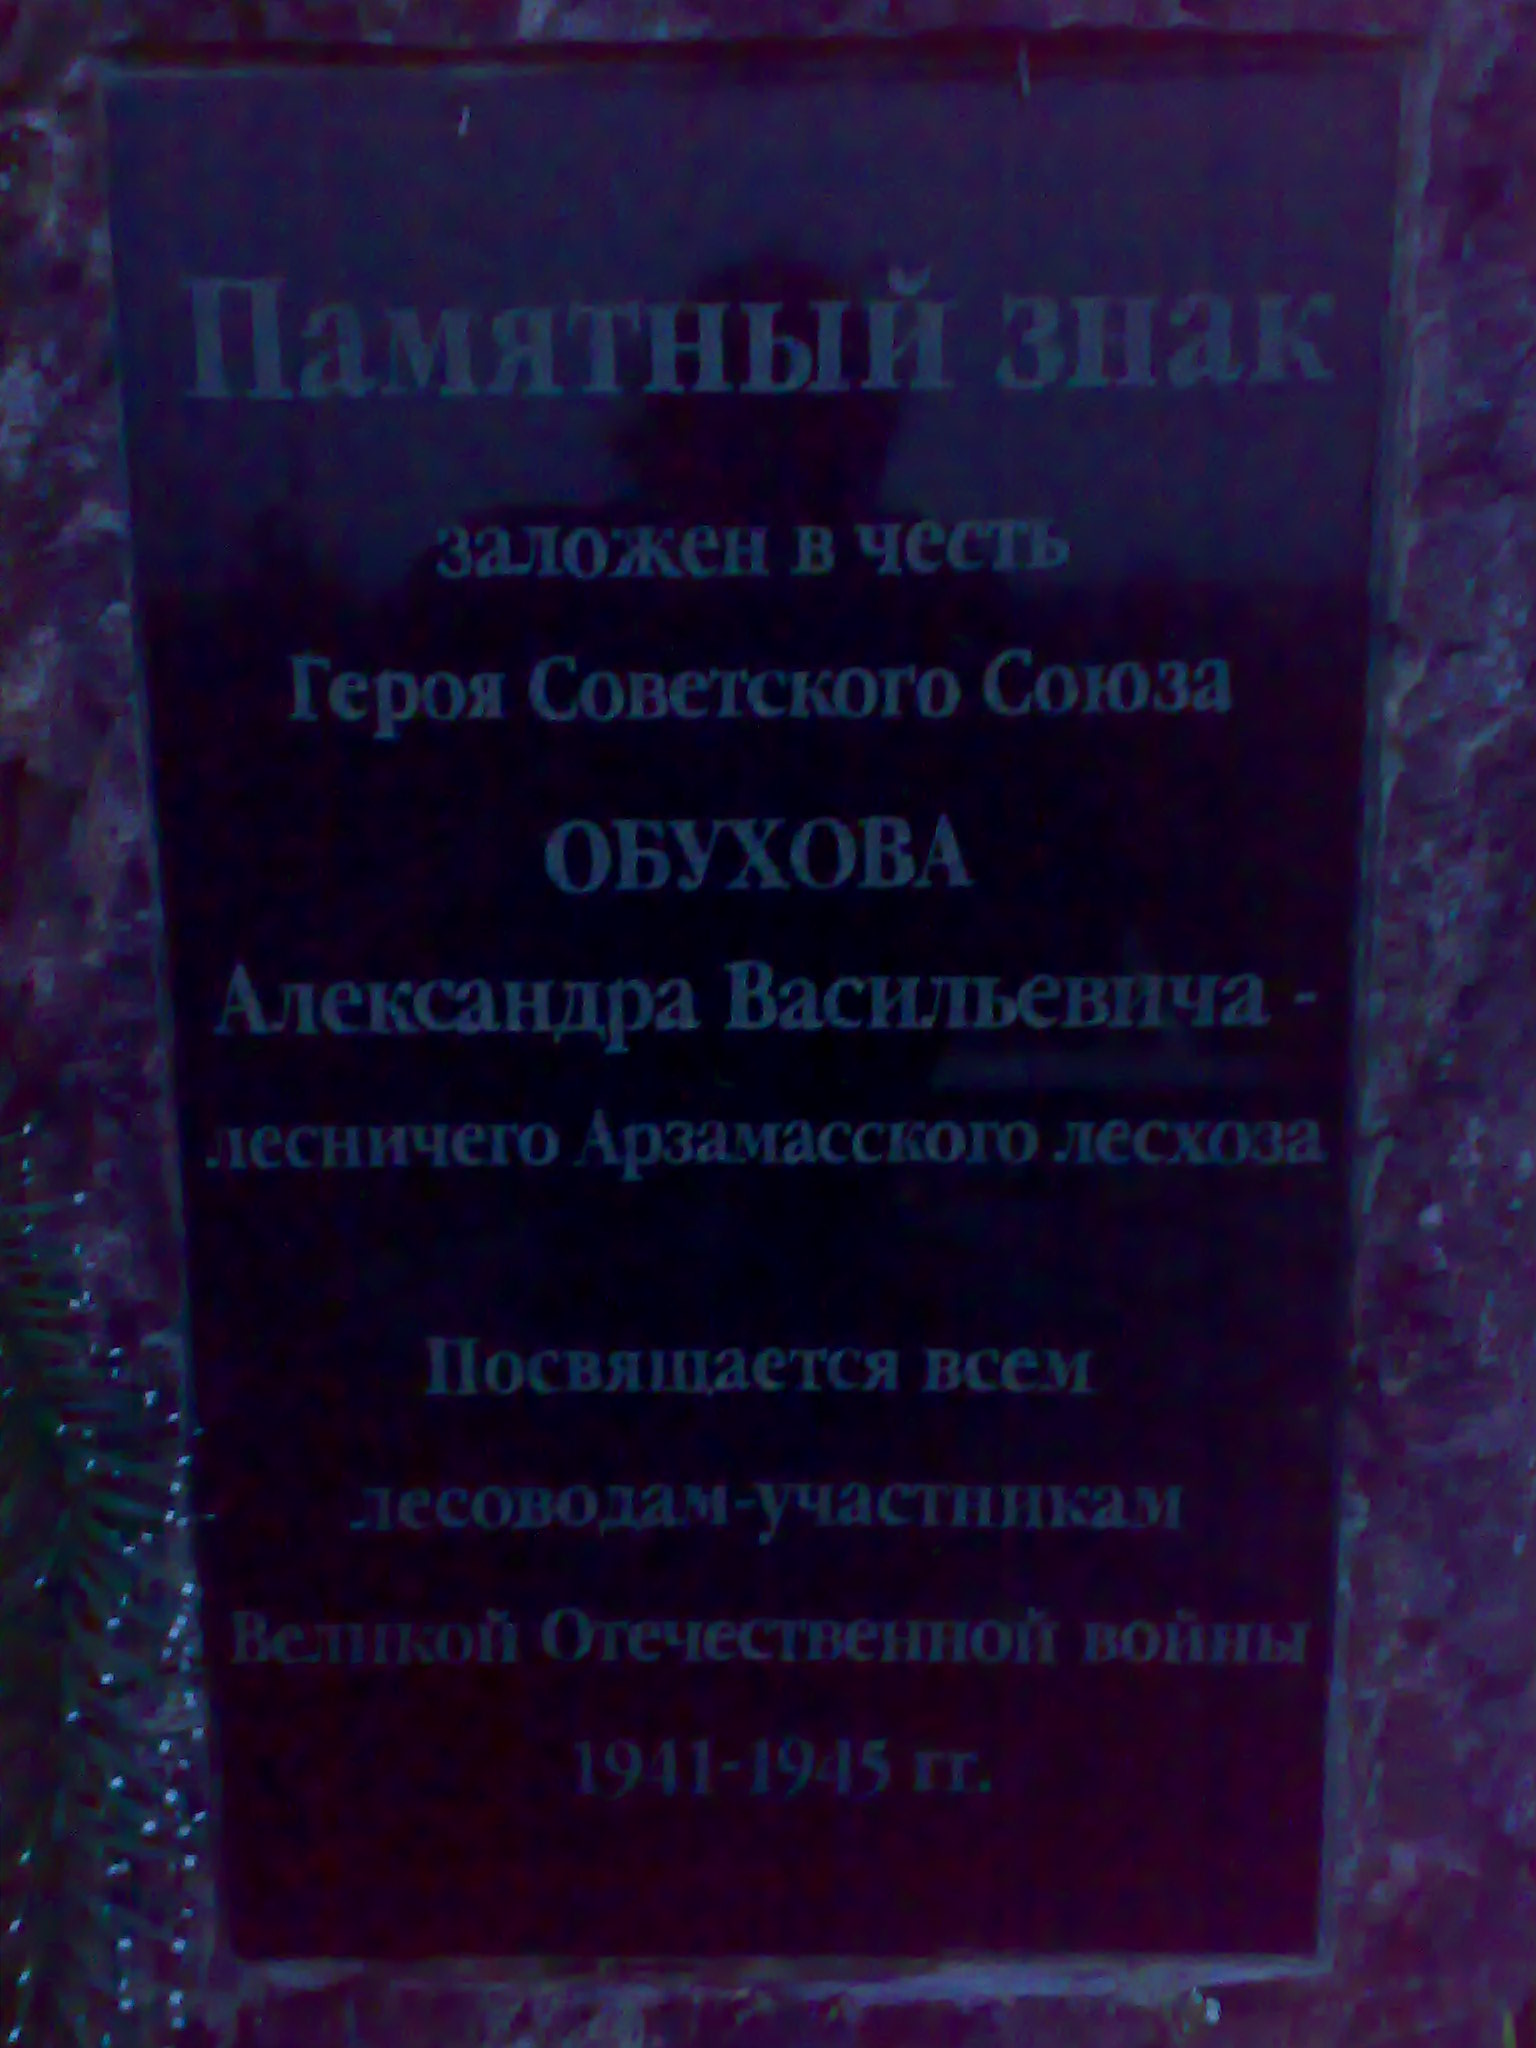 Памятный знак
заложен в честь
Героя Советского Союза
ОБУХОВА
Александра Васильевича -
лесничего Арзамасского лесхоза
Посвящается всем
лесоводам-участникам
Великой Отечественной войны
1941-1945 гг.